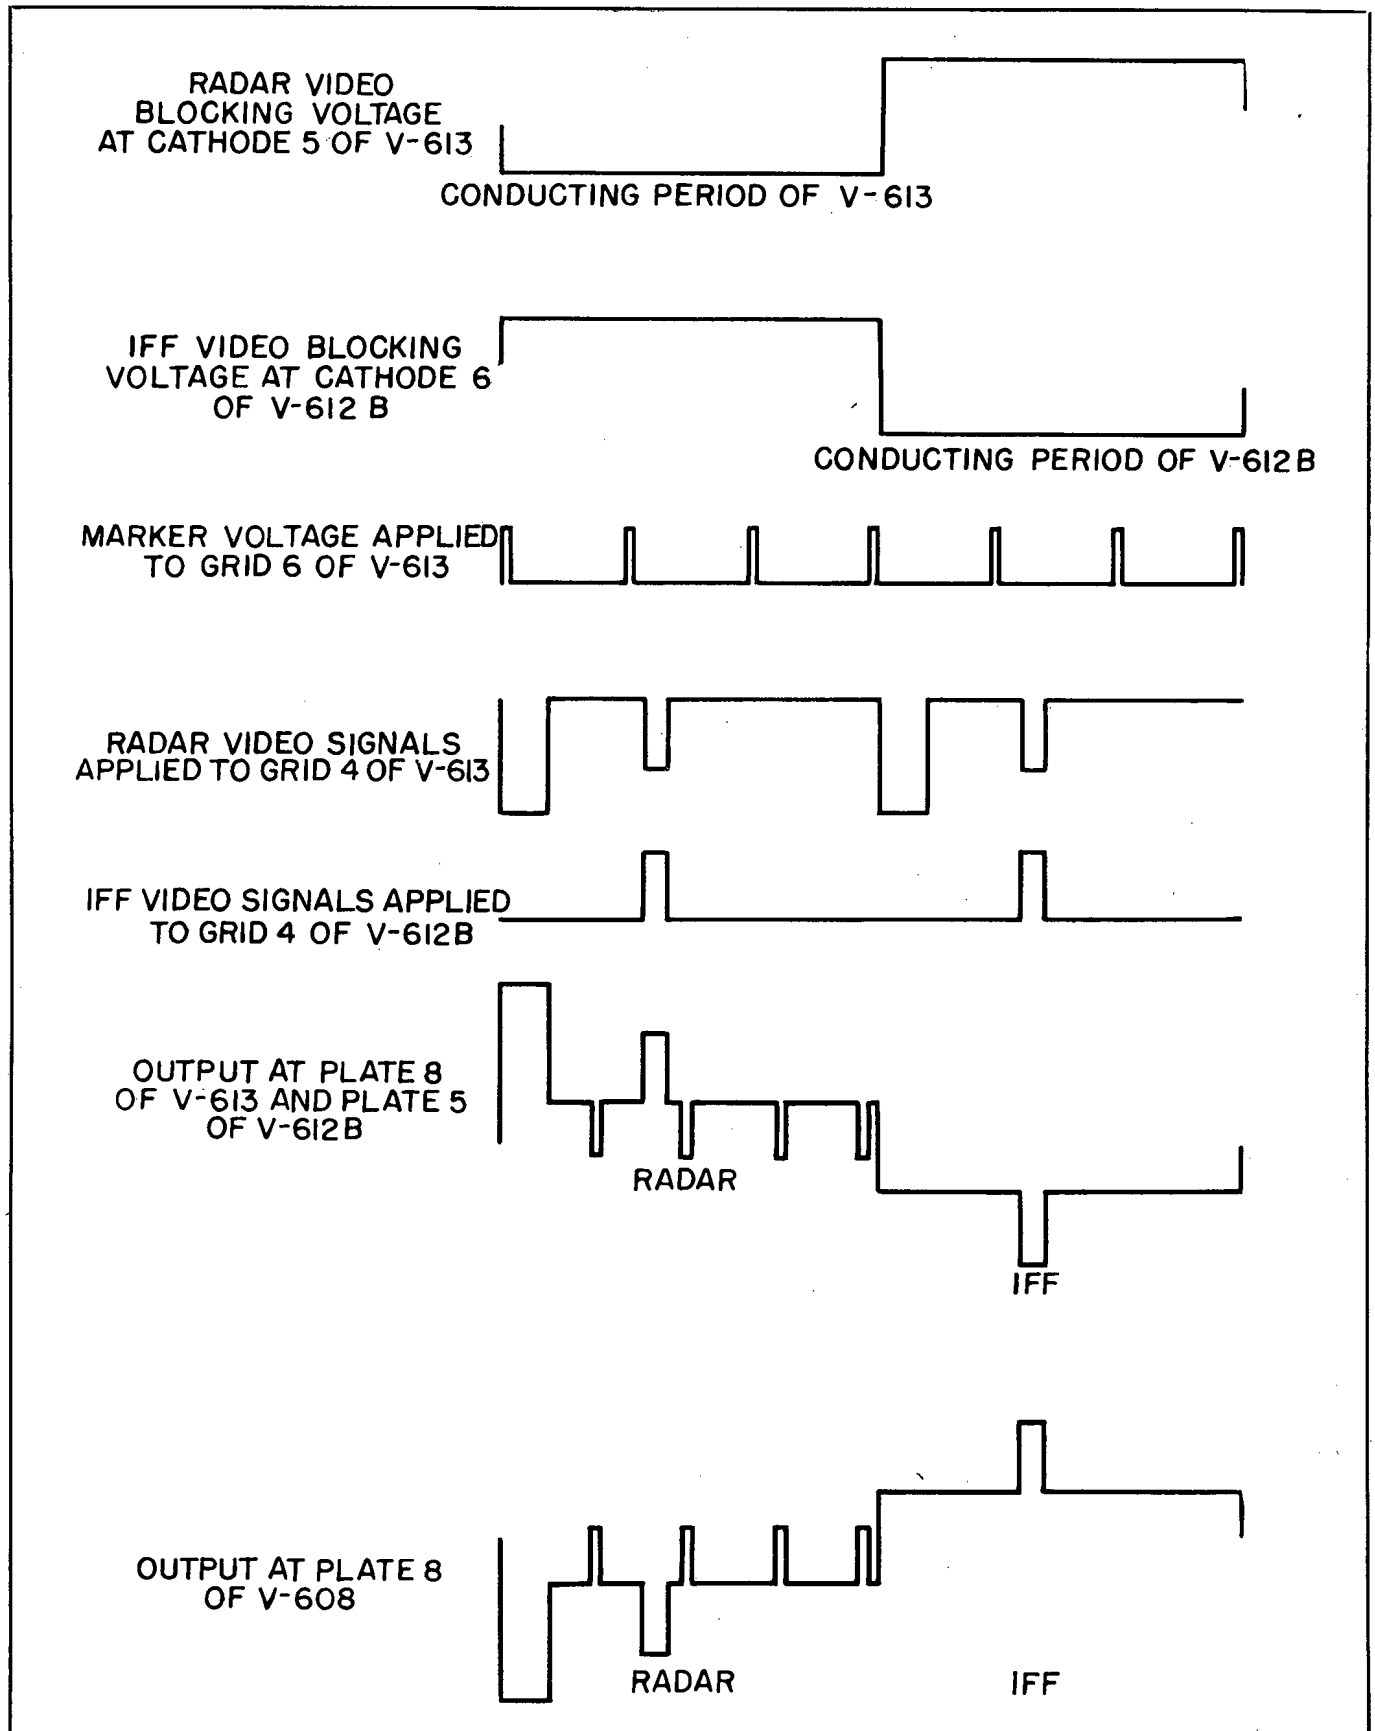 RADAR VIDEO
BLOCKING VOLTAGE
AT CATHODE 5 OF V-613
CONDUCTING PERIOD OF V-613
IFF VIDEO BLOCKING
VOLTAGE AT CATHODE 6
OF V-612 B
CONDUCTING PERIOD OF V-612 B
MARKER VOLTAGE APPLIED
TO GRID 6 OF V-613
RADAR VIDEO SIGNALS
APPLIED TO GRID 4 OF V-613
IFF VIDEO SIGNALS APPLIED
TO GRID 4 OF V-612B
OUTPUT AT PLATE 8
OF V-613 AND PLATE 5
OF V-612B
RADAR
IFF
OUTPUT AT PLATE 8
OF V-608
RADAR
IFF